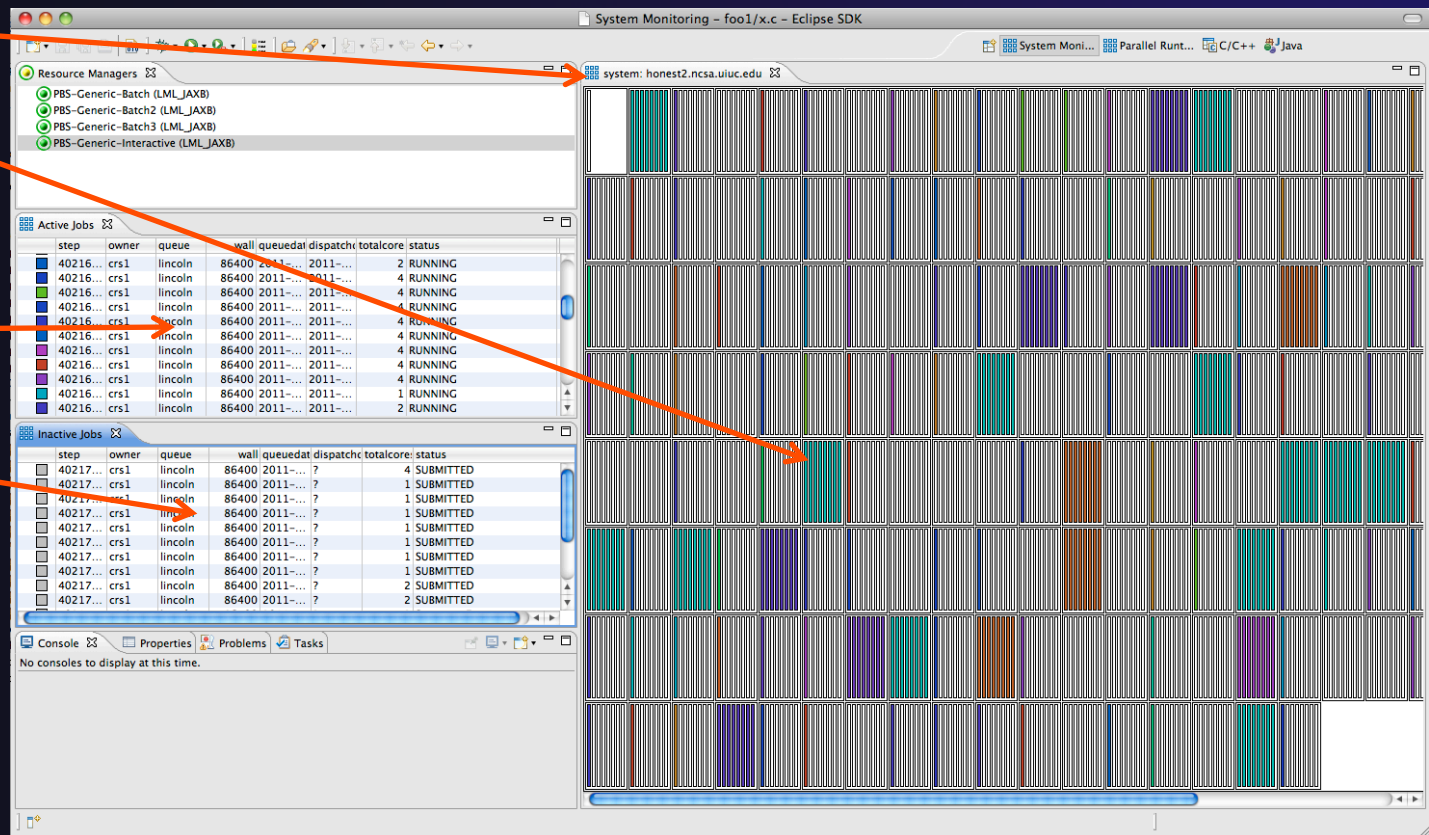 System Monitoring - foo1/x.c - Eclipse SDK
System Moni... Parallel Runt... C/C++ Java
Resource Managers
PBS-Generic-Batch (LML_JAXB)
PBS-Generic-Batch2 (LML_JAXB)
PBS-Generic-Batch3 (LML_JAXB)
PBS-Generic-Interactive (LML_JAXB)
Active Jobs
step owner queue wall queuedat dispatchc totalcore status
40216... crs1 lincoln 86400 2011-... 2011-... 2 RUNNING
40216... crs1 lincoln 86400 2011-... 2011-... 4 RUNNING
40216... crs1 lincoln 86400 2011-... 2011-... 4 RUNNING
40216... crs1 lincoln 86400 2011-... 2011-... 4 RUNNING
40216... crs1 lincoln 86400 2011-... 2011-... 4 RUNNING
40216... crs1 lincoln 86400 2011-... 2011-... 4 RUNNING
40216... crs1 lincoln 86400 2011-... 2011-... 4 RUNNING
40216... crs1 lincoln 86400 2011-... 2011-... 4 RUNNING
40216... crs1 lincoln 86400 2011-... 2011-... 4 RUNNING
40216... crs1 lincoln 86400 2011-... 2011-... 1 RUNNING
40216... crs1 lincoln 86400 2011-... 2011-... 2 RUNNING
Inactive Jobs
step owner queue wall queuedat dispatchc totalcore: status
40217... crs1 lincoln 86400 2011-... ? 4 SUBMITTED
40217... crs1 lincoln 86400 2011-... ? 1 SUBMITTED
40217... crs1 lincoln 86400 2011-... ? 1 SUBMITTED
40217... crs1 lincoln 86400 2011-... ? 1 SUBMITTED
40217... crs1 lincoln 86400 2011-... ? 1 SUBMITTED
40217... crs1 lincoln 86400 2011-... ? 1 SUBMITTED
40217... crs1 lincoln 86400 2011-... ? 1 SUBMITTED
40217... crs1 lincoln 86400 2011-... ? 1 SUBMITTED
40217... crs1 lincoln 86400 2011-... ? 2 SUBMITTED
40217... crs1 lincoln 86400 2011-... ? 2 SUBMITTED
Console Properties Problems Tasks
No consoles to display at this time.
system: honest2.ncsa.uiuc.edu